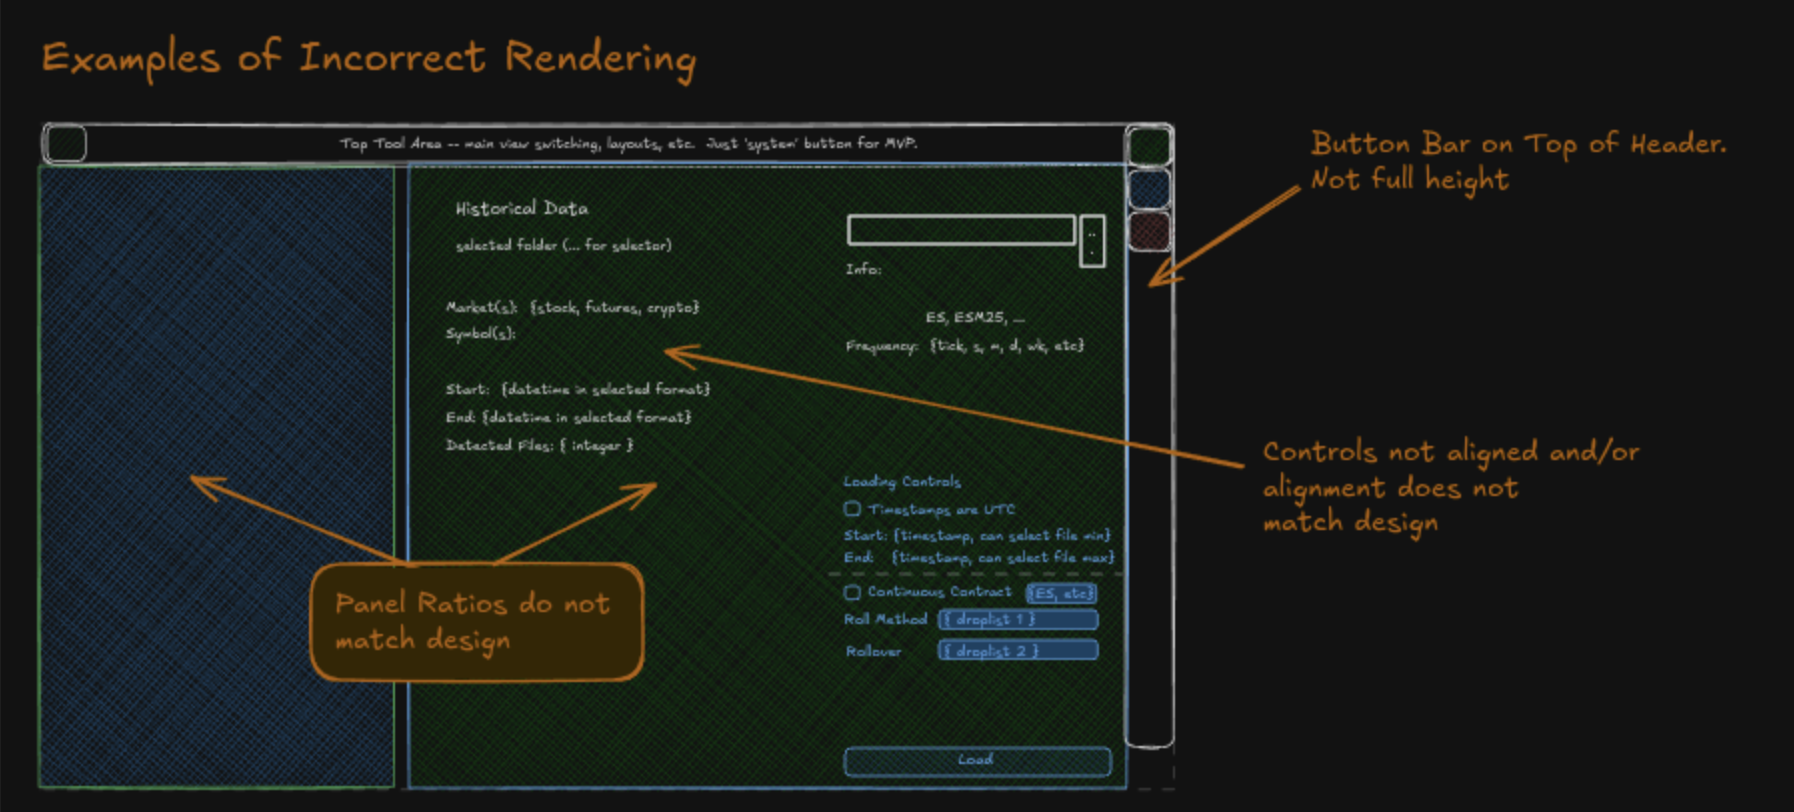 Examples of Incorrect Rendering
Top Tool Area -- main view switching, layouts, etc. Just 'system' button for MVP.
Button Bar on Top of Header.
Not full height
Historical Data
selected folder (... for selector)
...
Info:
Market(s): {stock, futures, crypto}
Symbol(s):
ES, ESM25, ...
Frequency: {tick, s, m, d, wk, etc}
Start: {datetime in selected format}
End: {datetime in selected format}
Detected Files: { integer }
Controls not aligned and/or
alignment does not
match design
Loading Controls
Timestamps are UTC
Start: {timestamp, can select file min}
End: {timestamp, can select file max}
Continuous Contract {ES, etc}
Roll Method { droplist 1 }
Rollover { droplist 2 }
Panel Ratios do not
match design
Load